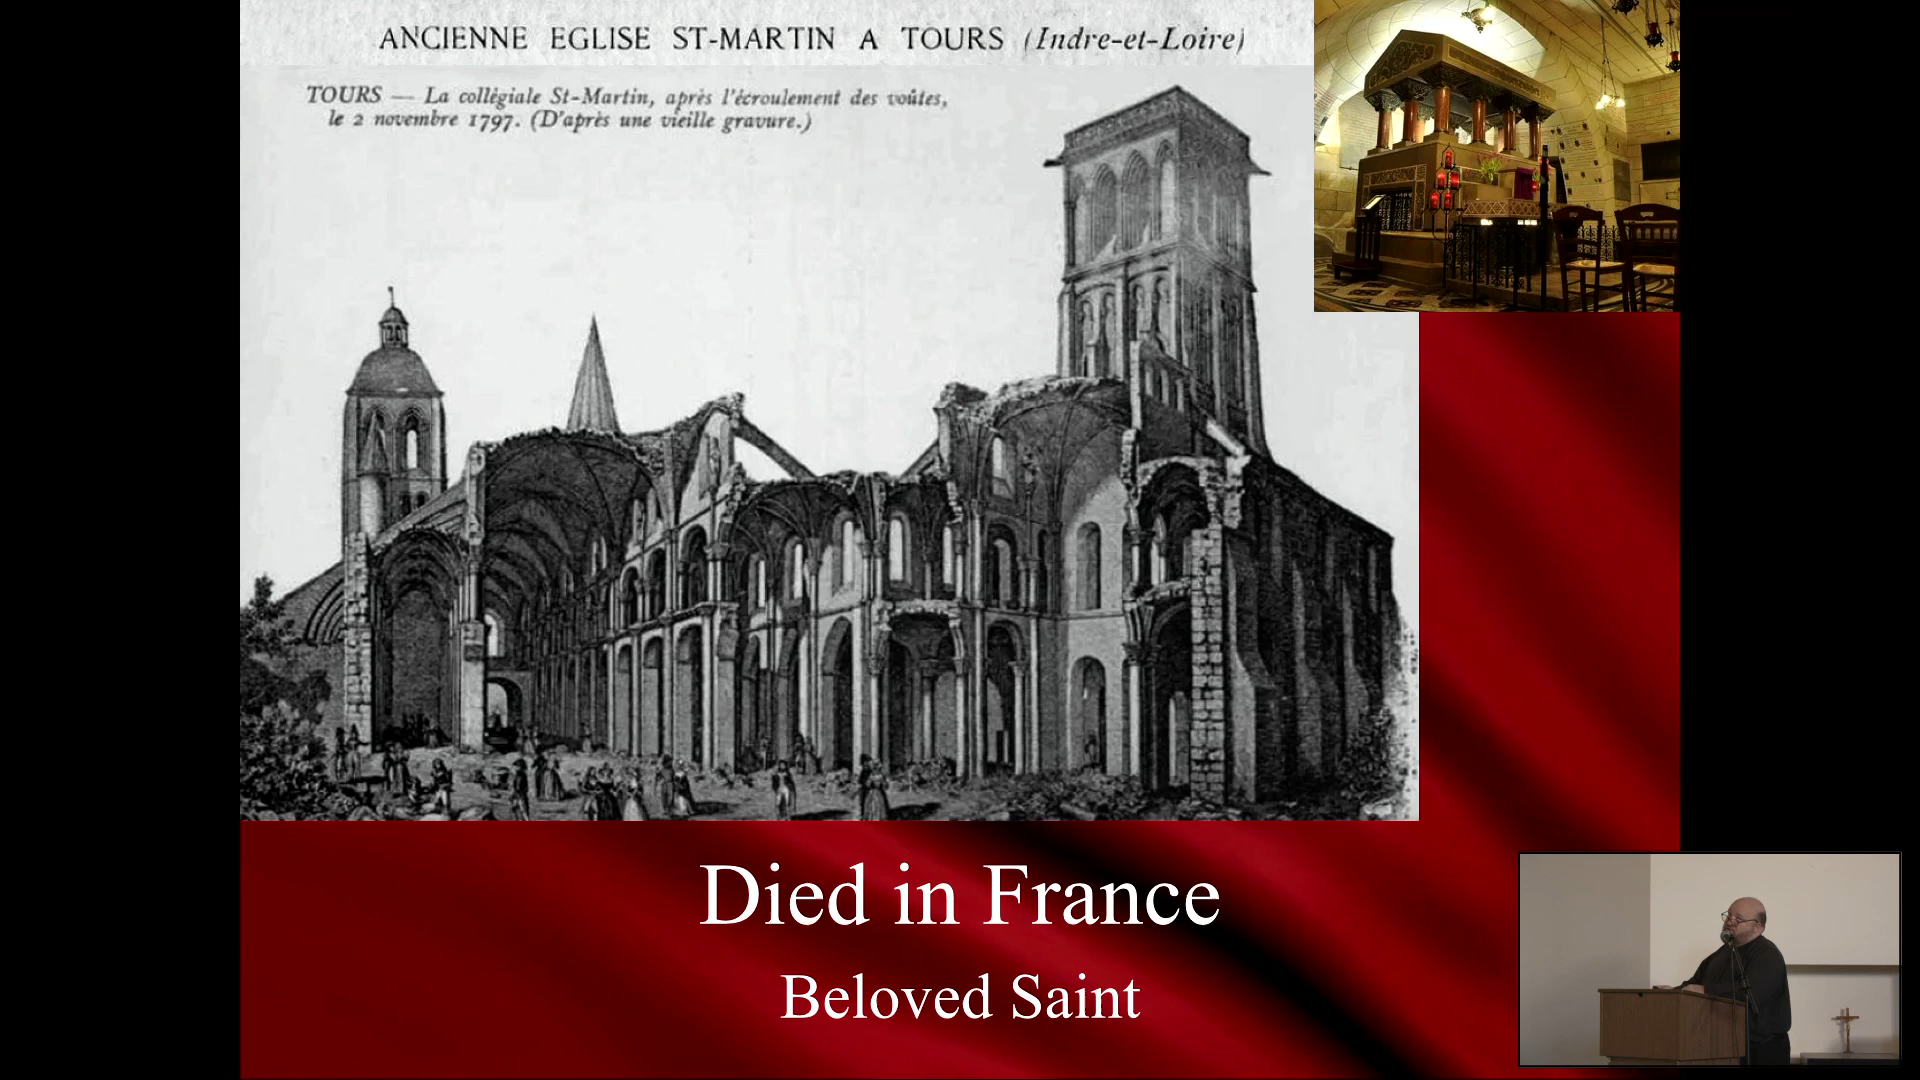 ANCIENNE EGLISE ST-MARTIN A TOURS (Indre-et-Loire)
TOURS — La collégiale St-Martin, après l'écroulement des voûtes,
le 2 novembre 1797. (D'après une vieille gravure.)
Died in France
Beloved Saint